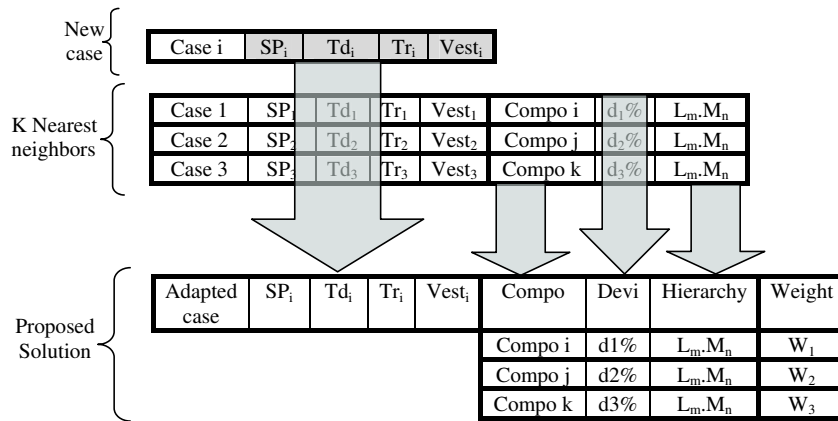 New case
Case i SPᵢ Tdᵢ Trᵢ Vestᵢ
K Nearest neighbors
Case 1 SP₁ Td₁ Tr₁ Vest₁ Compo i d₁% Lₘ.Mₙ
Case 2 SP₂ Td₂ Tr₂ Vest₂ Compo j d₂% Lₘ.Mₙ
Case 3 SP₃ Td₃ Tr₃ Vest₃ Compo k d₃% Lₘ.Mₙ
Proposed Solution
Adapted case SPᵢ Tdᵢ Trᵢ Vestᵢ Compo Devi Hierarchy Weight
Compo i d1% Lₘ.Mₙ W₁
Compo j d2% Lₘ.Mₙ W₂
Compo k d3% Lₘ.Mₙ W₃